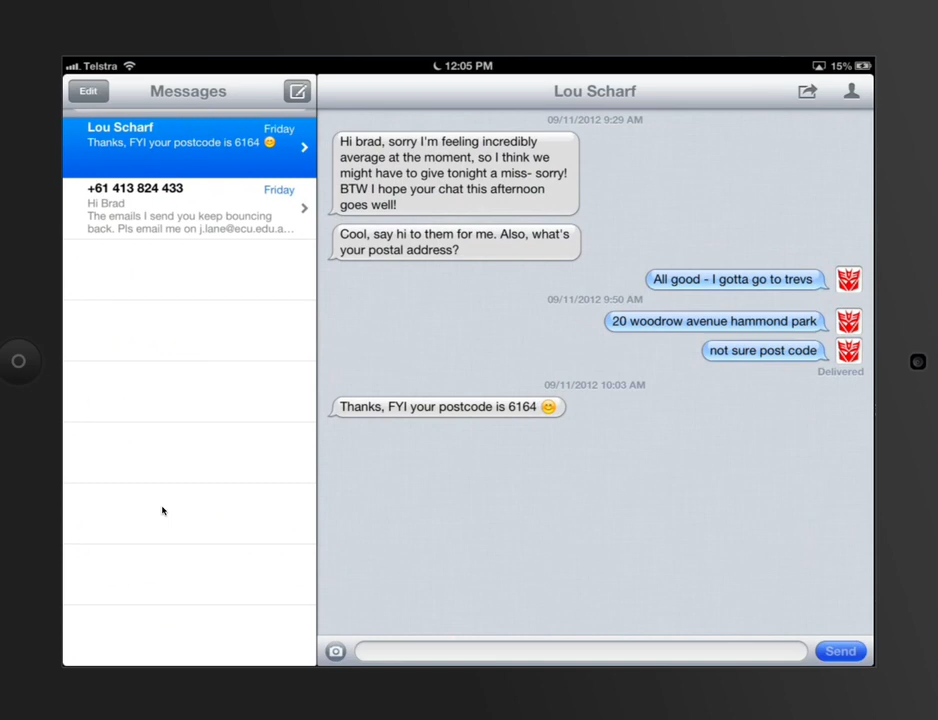 Telstra
12:05 PM
15%
Edit
Messages
Lou Scharf
Lou Scharf
Friday
Thanks, FYI your postcode is 6164 😊
+61 413 824 433
Friday
Hi Brad
The emails I send you keep bouncing
back. Pls email me on j.lane@ecu.edu.a...
09/11/2012 9:29 AM
Hi brad, sorry I'm feeling incredibly
average at the moment, so I think we
might have to give tonight a miss- sorry!
BTW I hope your chat this afternoon
goes well!
Cool, say hi to them for me. Also, what's
your postal address?
All good - I gotta go to trevs
09/11/2012 9:50 AM
20 woodrow avenue hammond park
not sure post code
Delivered
09/11/2012 10:03 AM
Thanks, FYI your postcode is 6164 😊
Send